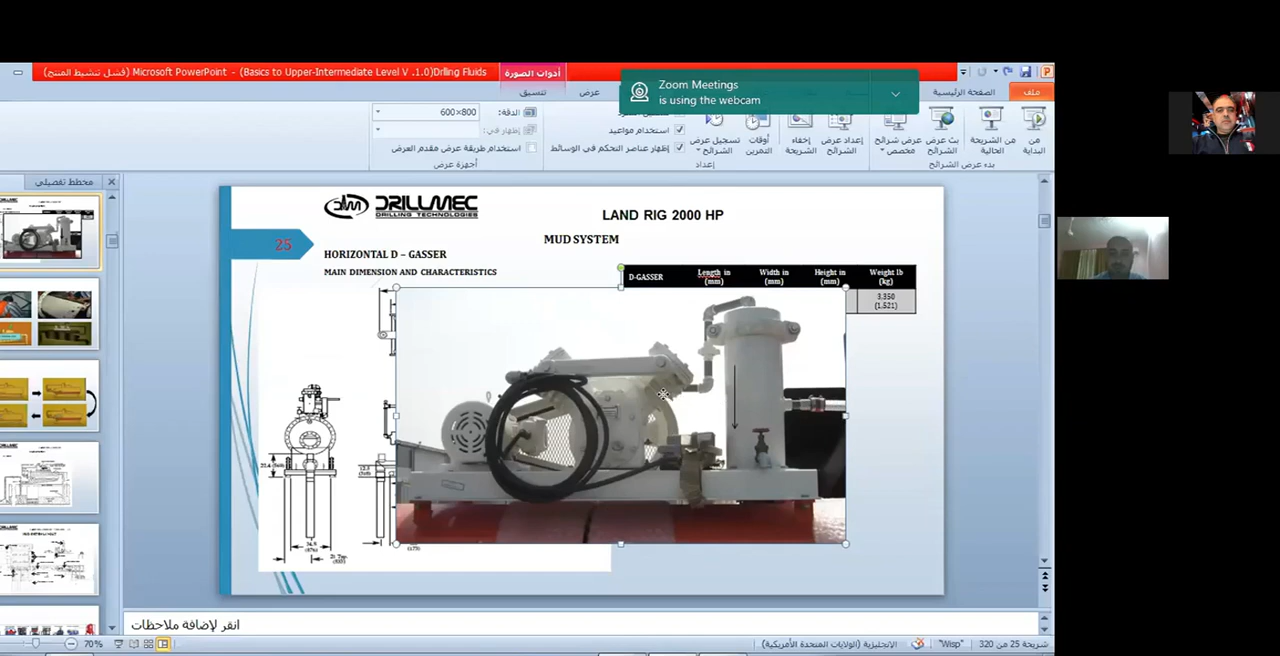 (فشل تنشيط المنتج) Microsoft PowerPoint - (Basics to Upper-Intermediate Level V .1.0)Drlling Fluids
أدوات الصورة
Zoom Meetings
is using the webcam
ملف
الصفحة الرئيسية
عرض
تنسيق
من البداية
من الشريحة الحالية
بث عرض الشرائح
عرض شرائح مخصص
بدء عرض الشرائح
إعداد عرض الشرائح
إخفاء الشريحة
أوقات التمرين
تسجيل عرض الشرائح
استخدام مواعيد
إظهار عناصر التحكم في الوسائط
إعداد
الدقة:
600×800
إظهار في:
استخدام طريقة عرض مقدم العرض
أجهزة عرض
مخطط تفصيلي
DRILLMEC
DRILLING TECHNOLOGIES
LAND RIG 2000 HP
MUD SYSTEM
25
HORIZONTAL D – GASSER
MAIN DIMENSION AND CHARACTERISTICS
D-GASSER Length in (mm) Width in (mm) Height in (mm) Weight lb (kg)
3.350
(1.521)
انقر لإضافة ملاحظات
70%
شريحة 25 من 320
"Wisp"
الانجليزية (الولايات المتحدة الأمريكية)